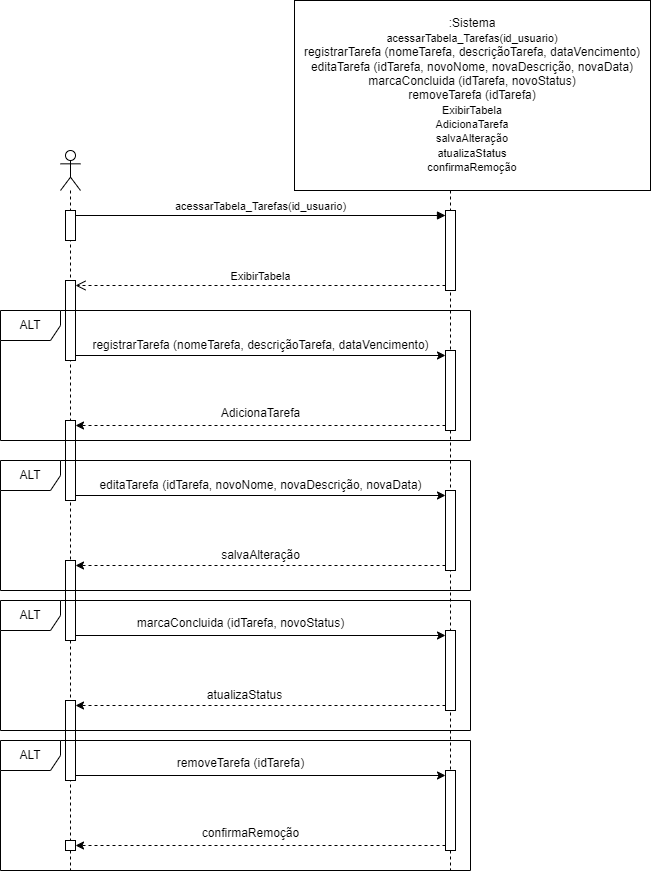 :Sistema
acessarTabela_Tarefas(id_usuario)
registrarTarefa (nomeTarefa, descriçãoTarefa, dataVencimento)
editaTarefa (idTarefa, novoNome, novaDescrição, novaData)
marcaConcluida (idTarefa, novoStatus)
removeTarefa (idTarefa)
ExibirTabela
AdicionaTarefa
salvaAlteração
atualizaStatus
confirmaRemoção
acessarTabela_Tarefas(id_usuario)
ExibirTabela
ALT
registrarTarefa (nomeTarefa, descriçãoTarefa, dataVencimento)
AdicionaTarefa
ALT
editaTarefa (idTarefa, novoNome, novaDescrição, novaData)
salvaAlteração
ALT
marcaConcluida (idTarefa, novoStatus)
atualizaStatus
ALT
removeTarefa (idTarefa)
confirmaRemoção